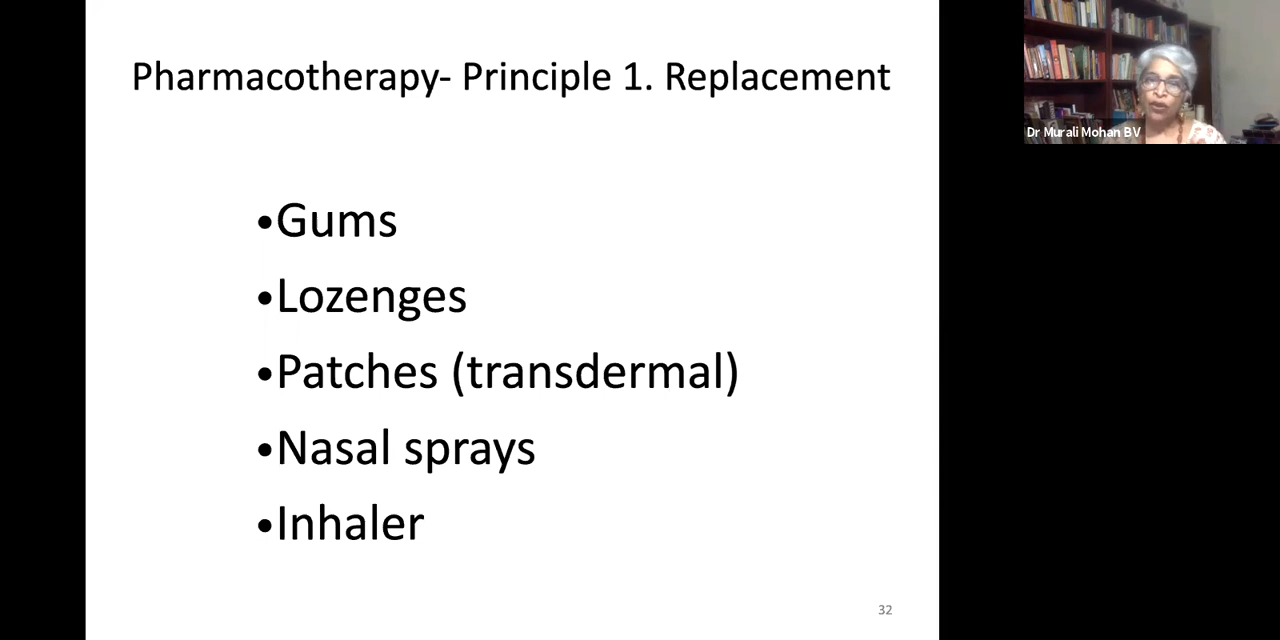 Pharmacotherapy- Principle 1. Replacement
Dr Murali Mohan BV
•Gums
•Lozenges
•Patches (transdermal)
•Nasal sprays
•Inhaler
32